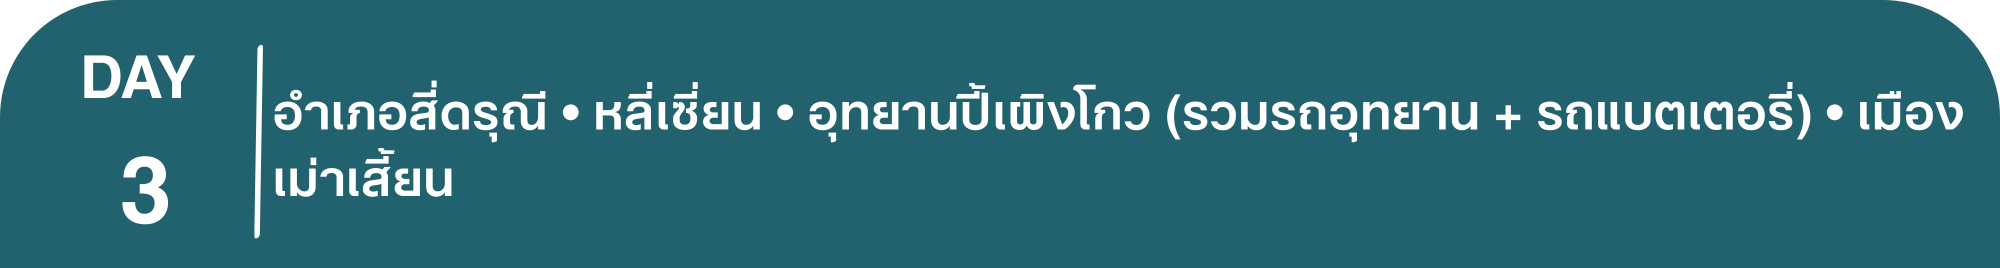 DAY
3
อำเภอสี่ดรุณี • หลี่เซี่ยน • อุทยานปี้เผิงโกว (รวมรถอุทยาน + รถแบตเตอรี่) • เมือง
เม่าเสี้ยน